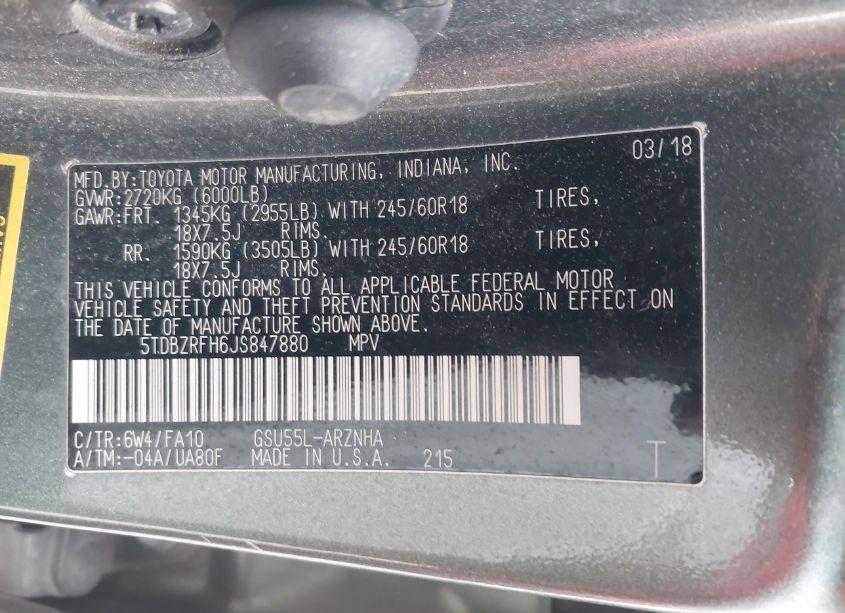 03/18
MFD.BY:TOYOTA MOTOR MANUFACTURING, INDIANA, INC.
GVWR:2720KG (6000LB)
GAWR:FRT. 1345KG (2955LB) WITH 245/60R18 TIRES,
18X7.5J RIMS.
RR. 1590KG (3505LB) WITH 245/60R18 TIRES,
18X7.5J RIMS.
THIS VEHICLE CONFORMS TO ALL APPLICABLE FEDERAL MOTOR
VEHICLE SAFETY AND THEFT PREVENTION STANDARDS IN EFFECT ON
THE DATE OF MANUFACTURE SHOWN ABOVE.
5TDBZRFH6JS847880 MPV
C/TR:6W4/FA10 GSU55L-ARZNHA
A/TM:-04A/UA80F MADE IN U.S.A. 215 T